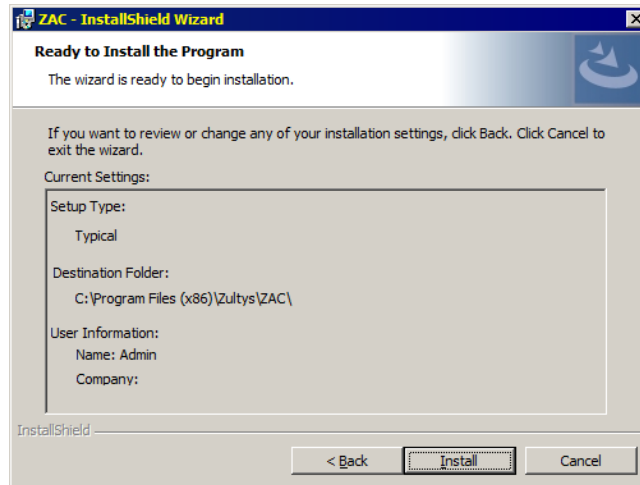 ZAC - InstallShield Wizard
Ready to Install the Program
The wizard is ready to begin installation.
If you want to review or change any of your installation settings, click Back. Click Cancel to
exit the wizard.
Current Settings:
Setup Type:
Typical
Destination Folder:
C:\Program Files (x86)\Zultys\ZAC\
User Information:
Name: Admin
Company:
InstallShield
< Back Install Cancel